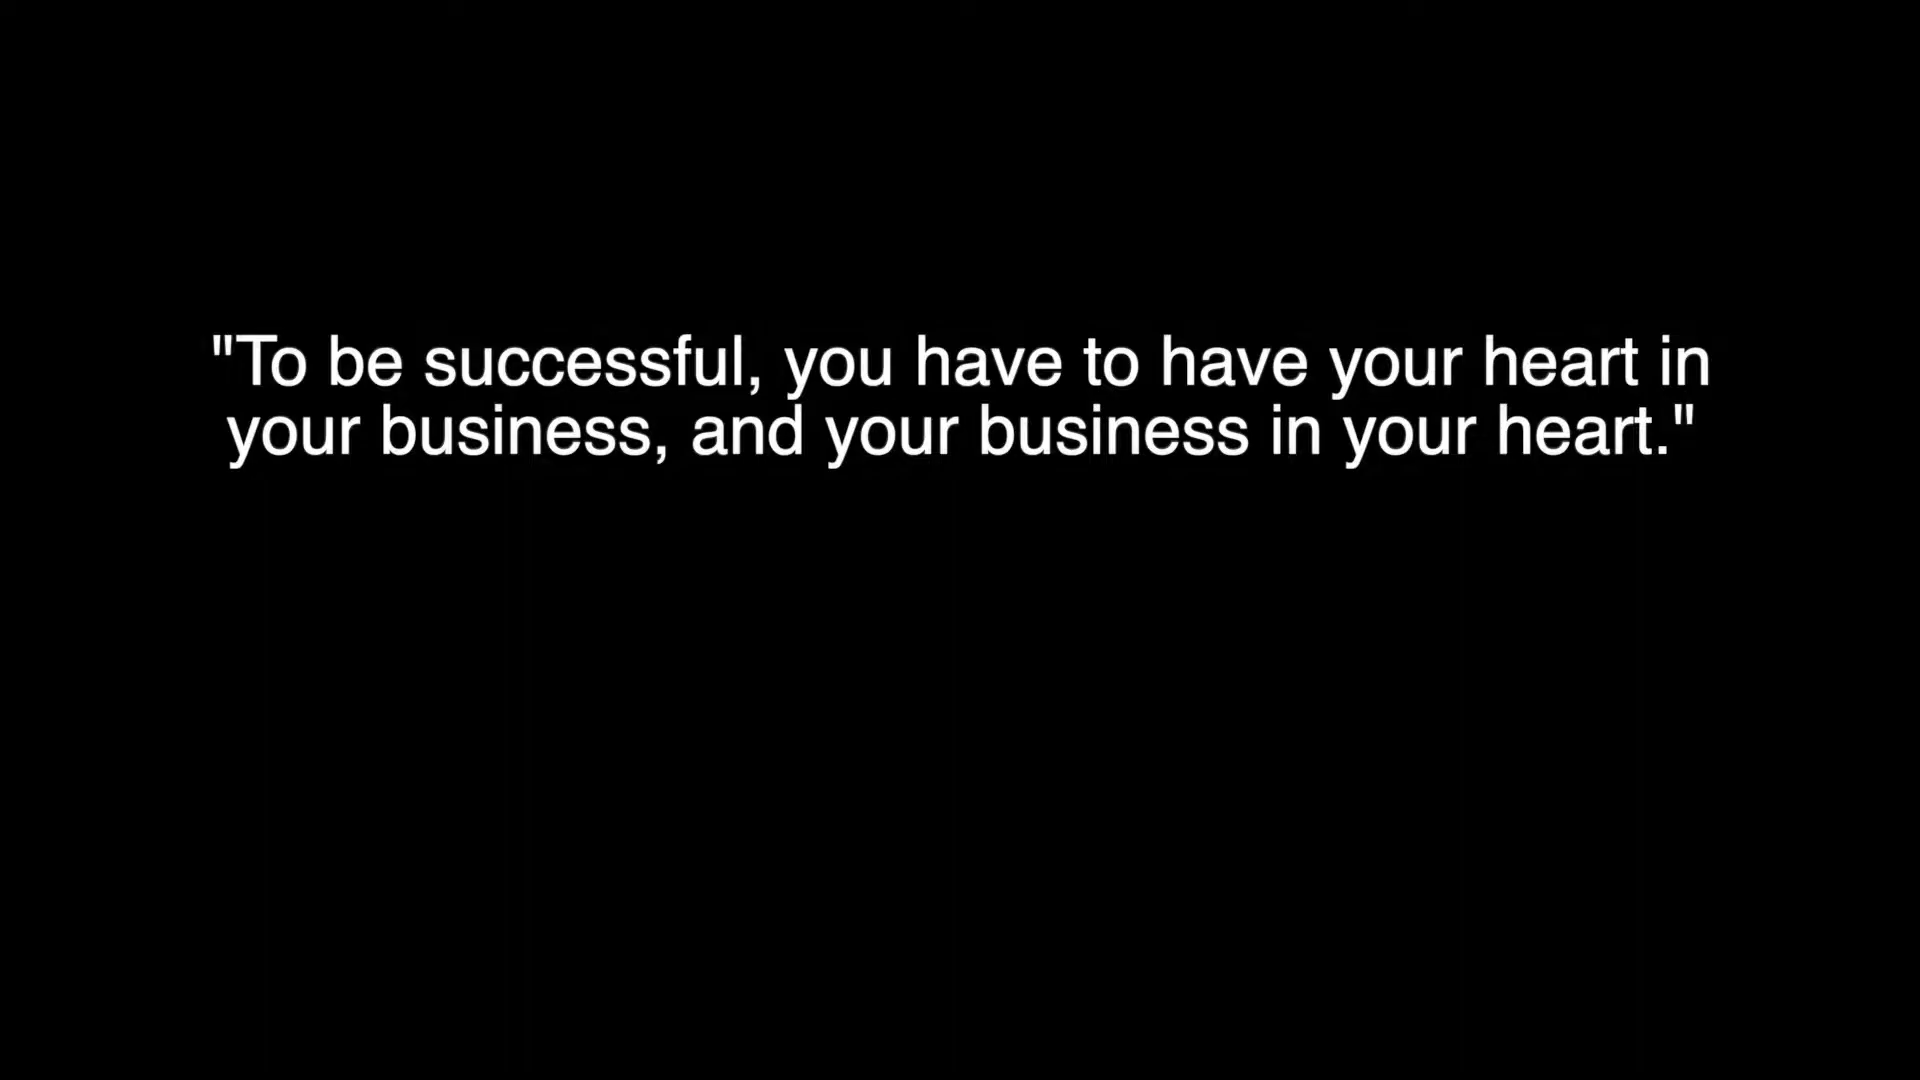 "To be successful, you have to have your heart in
your business, and your business in your heart."